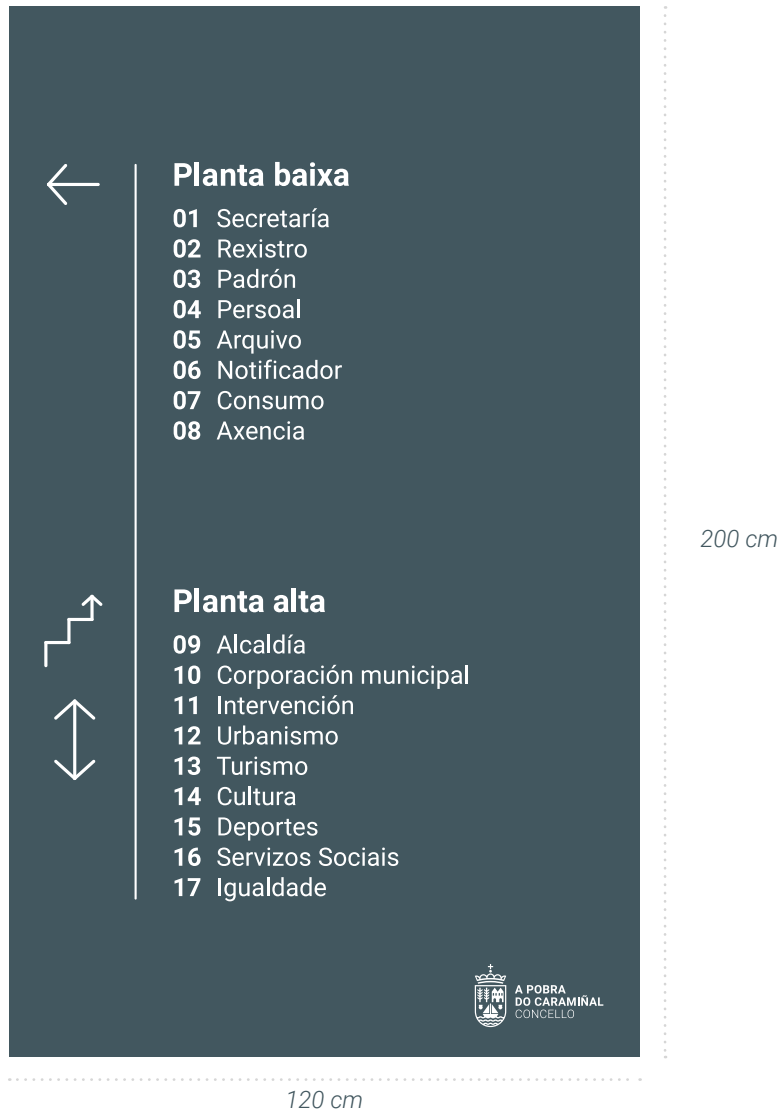 Planta baixa
01 Secretaría
02 Rexistro
03 Padrón
04 Persoal
05 Arquivo
06 Notificador
07 Consumo
08 Axencia
200 cm
Planta alta
09 Alcaldía
10 Corporación municipal
11 Intervención
12 Urbanismo
13 Turismo
14 Cultura
15 Deportes
16 Servizos Sociais
17 Igualdade
A POBRA
DO CARAMIÑAL
CONCELLO
120 cm